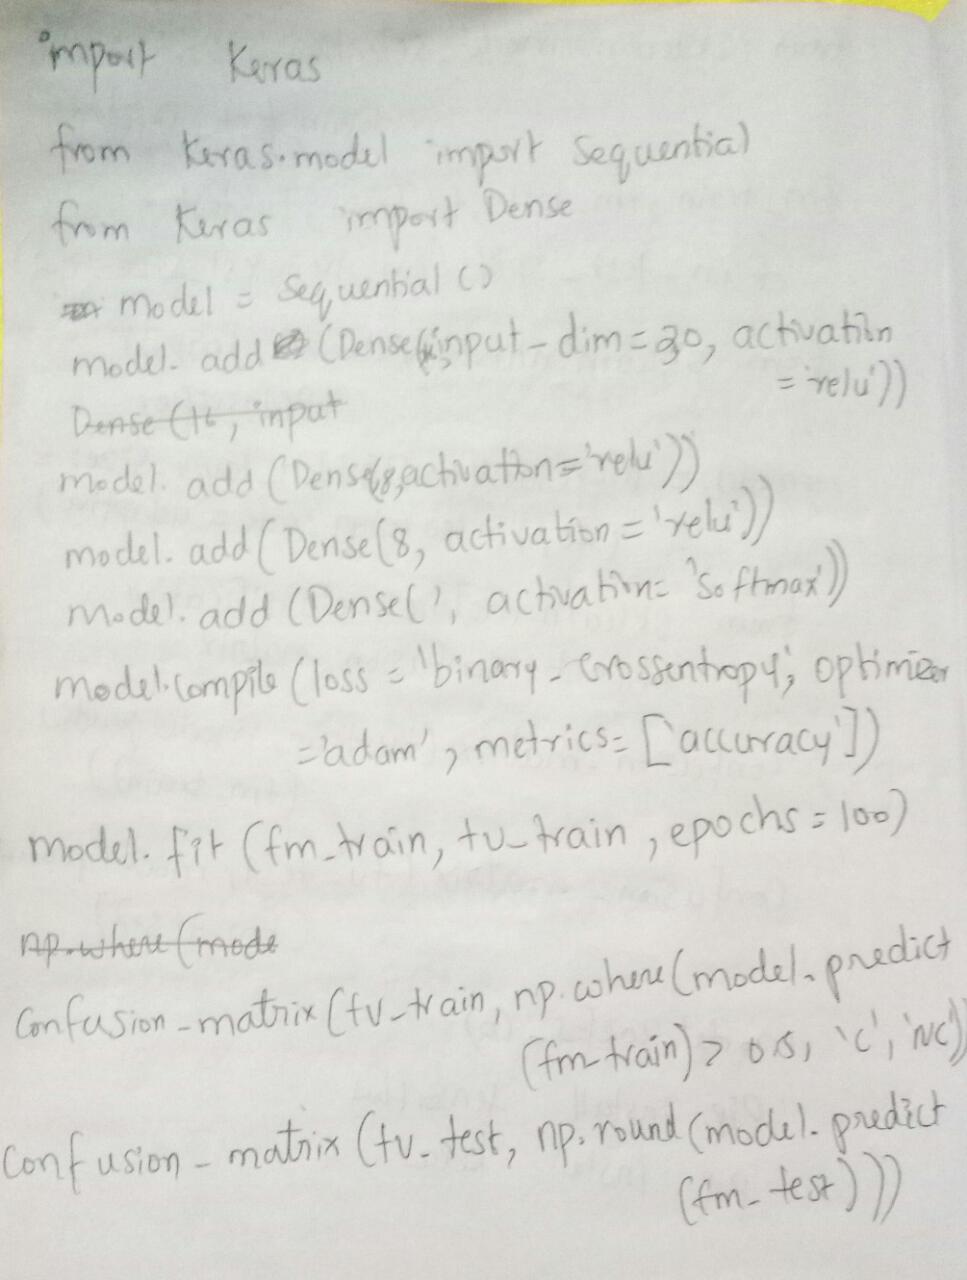 import Keras
from Keras.model import Sequential
from Keras import Dense
model = Sequential ()
model. add (Dense( input-dim=30, activation
= 'relu'))
Dense (16, input
model. add (Dense(8,activation='relu'))
model. add (Dense(8, activation = 'relu'))
model. add (Dense(1, activation= 'Softmax'))
model.compile (loss = 'binary_crossentropy', optimizer
='adam', metrics= ['accuracy'])
model. fit (fm_train, tv_train, epochs = 100)
np.where (mode
Confusion-matrix (tv_train, np.where (model. predict
(fm_train) > 0.5, 'C', 'NC')
Confusion-matrix (tv_test, np.round (model. predict
(fm_test)))